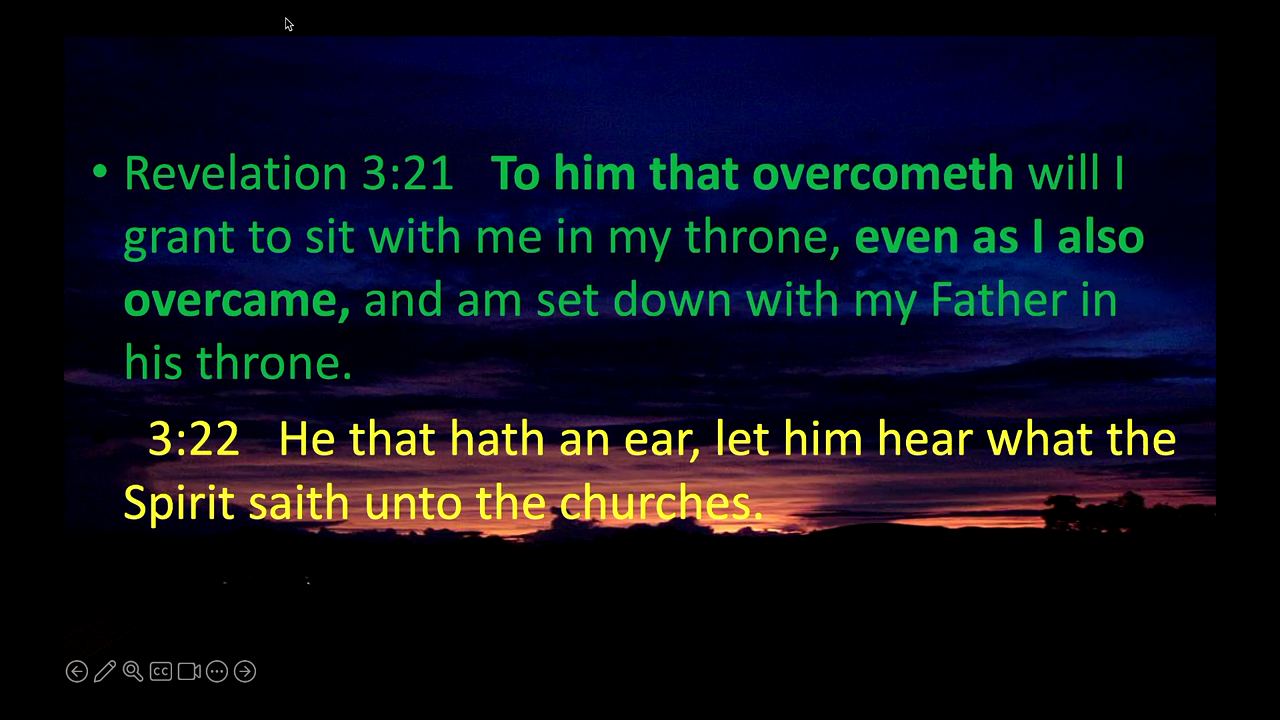 • Revelation 3:21 To him that overcometh will I
grant to sit with me in my throne, even as I also
overcame, and am set down with my Father in
his throne.
3:22 He that hath an ear, let him hear what the
Spirit saith unto the churches.
CC